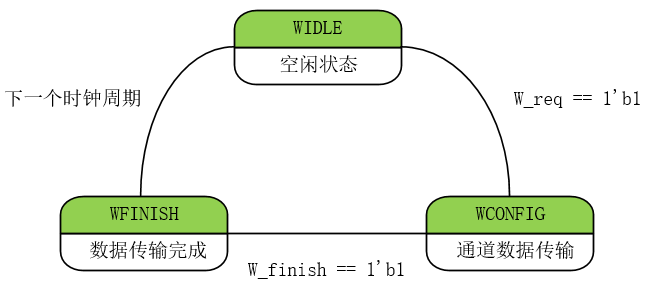 WIDLE
空闲状态
下一个时钟周期
W_req == 1'b1
WFINISH
数据传输完成
WCONFIG
通道数据传输
W_finish == 1'b1